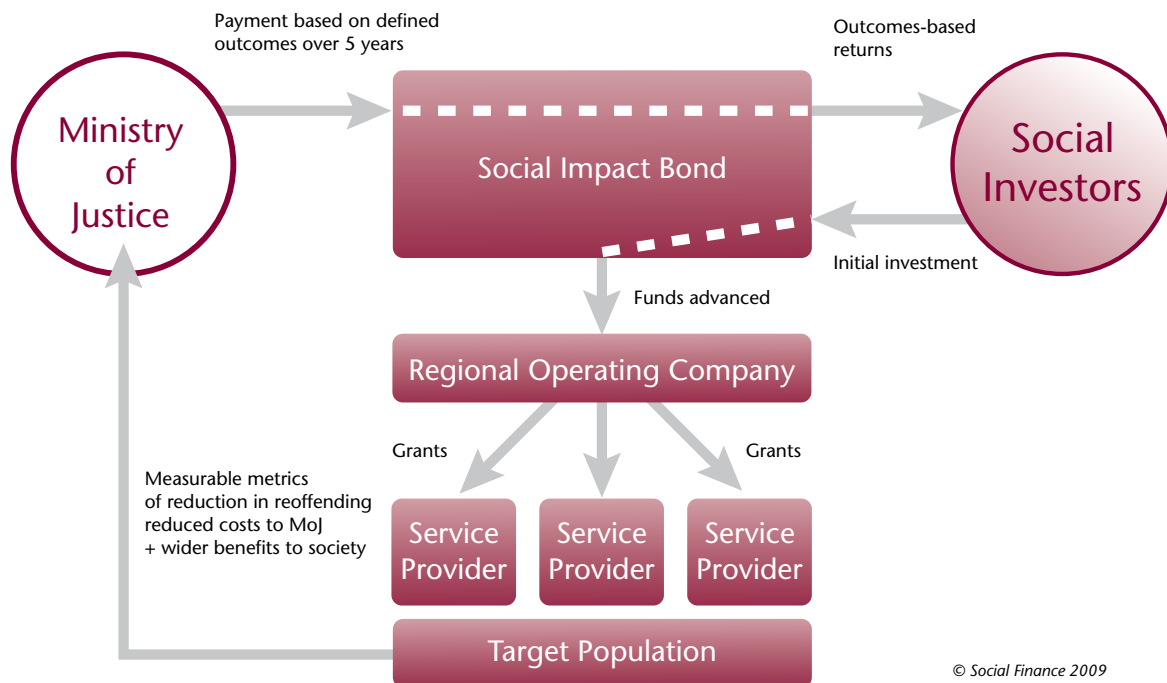 Payment based on defined
outcomes over 5 years
Outcomes-based
returns
Ministry
of
Justice
Social Impact Bond
Social
Investors
Initial investment
Funds advanced
Regional Operating Company
Grants
Grants
Measurable metrics
of reduction in reoffending
reduced costs to MoJ
+ wider benefits to society
Service
Provider
Service
Provider
Service
Provider
Target Population
© Social Finance 2009